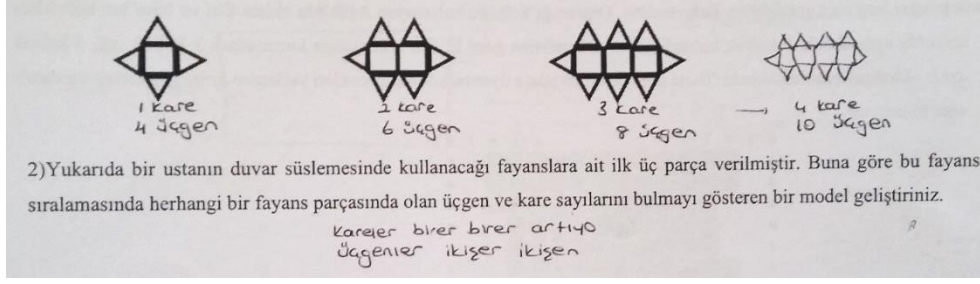 1 kare 2 kare 3 kare → 4 kare
4 üçgen 6 üçgen 8 üçgen 10 üçgen
2)Yukarıda bir ustanın duvar süslemesinde kullanacağı fayanslara ait ilk üç parça verilmiştir. Buna göre bu fayans
sıralamasında herhangi bir fayans parçasında olan üçgen ve kare sayılarını bulmayı gösteren bir model geliştiriniz.
Kareler birer birer artıyo
üçgenler ikişer ikişer